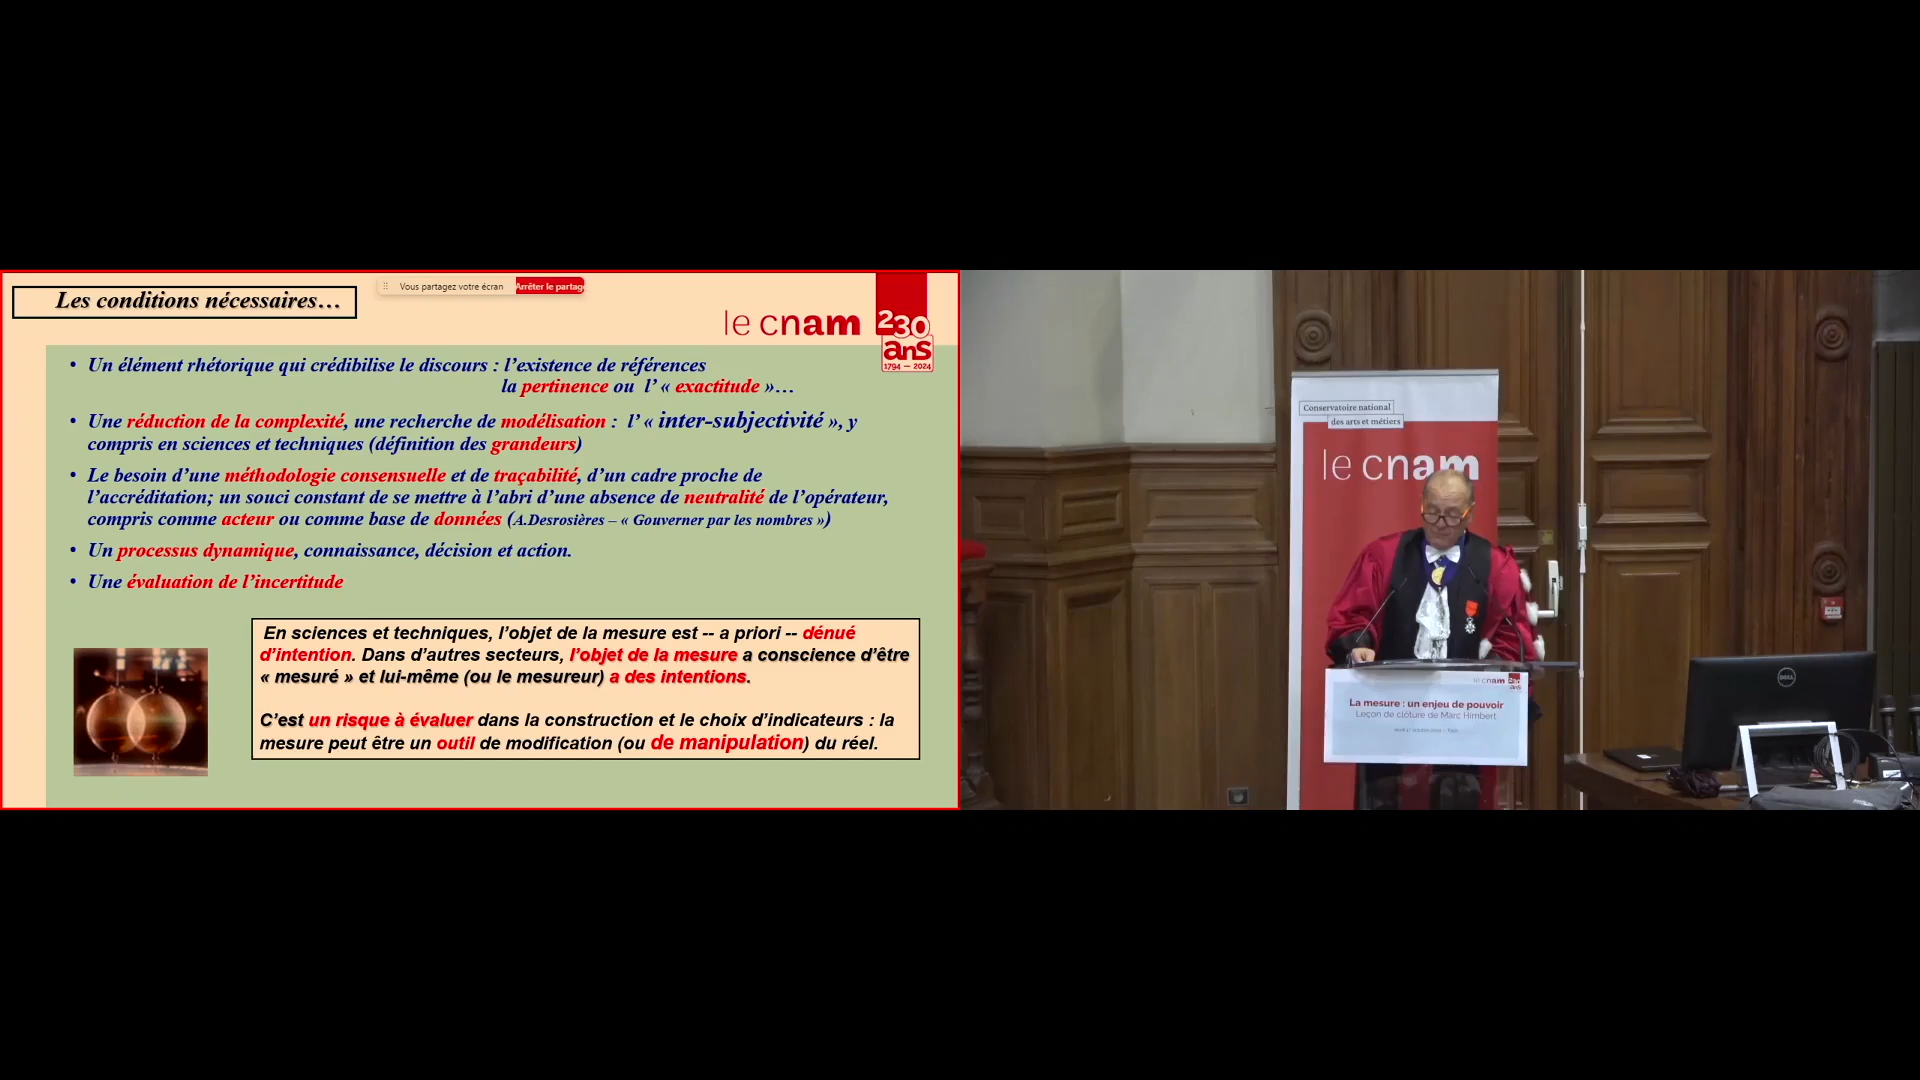 Les conditions nécessaires…
Vous partagez votre écran
Arrêter le partag
le cnam
230
ans
1794 — 2024
• Un élément rhétorique qui crédibilise le discours : l’existence de références
la pertinence ou l’ « exactitude »…
• Une réduction de la complexité, une recherche de modélisation : l’ « inter-subjectivité », y
compris en sciences et techniques (définition des grandeurs)
• Le besoin d’une méthodologie consensuelle et de traçabilité, d’un cadre proche de
l’accréditation; un souci constant de se mettre à l’abri d’une absence de neutralité de l’opérateur,
compris comme acteur ou comme base de données (A.Desrosières – « Gouverner par les nombres »)
• Un processus dynamique, connaissance, décision et action.
• Une évaluation de l’incertitude
En sciences et techniques, l’objet de la mesure est -- a priori -- dénué
d’intention. Dans d’autres secteurs, l’objet de la mesure a conscience d’être
« mesuré » et lui-même (ou le mesureur) a des intentions.
C’est un risque à évaluer dans la construction et le choix d’indicateurs : la
mesure peut être un outil de modification (ou de manipulation) du réel.
Conservatoire national
des arts et métiers
le cnam
le cnam
230
ans
La mesure : un enjeu de pouvoir
Leçon de clôture de Marc Himbert
DELL